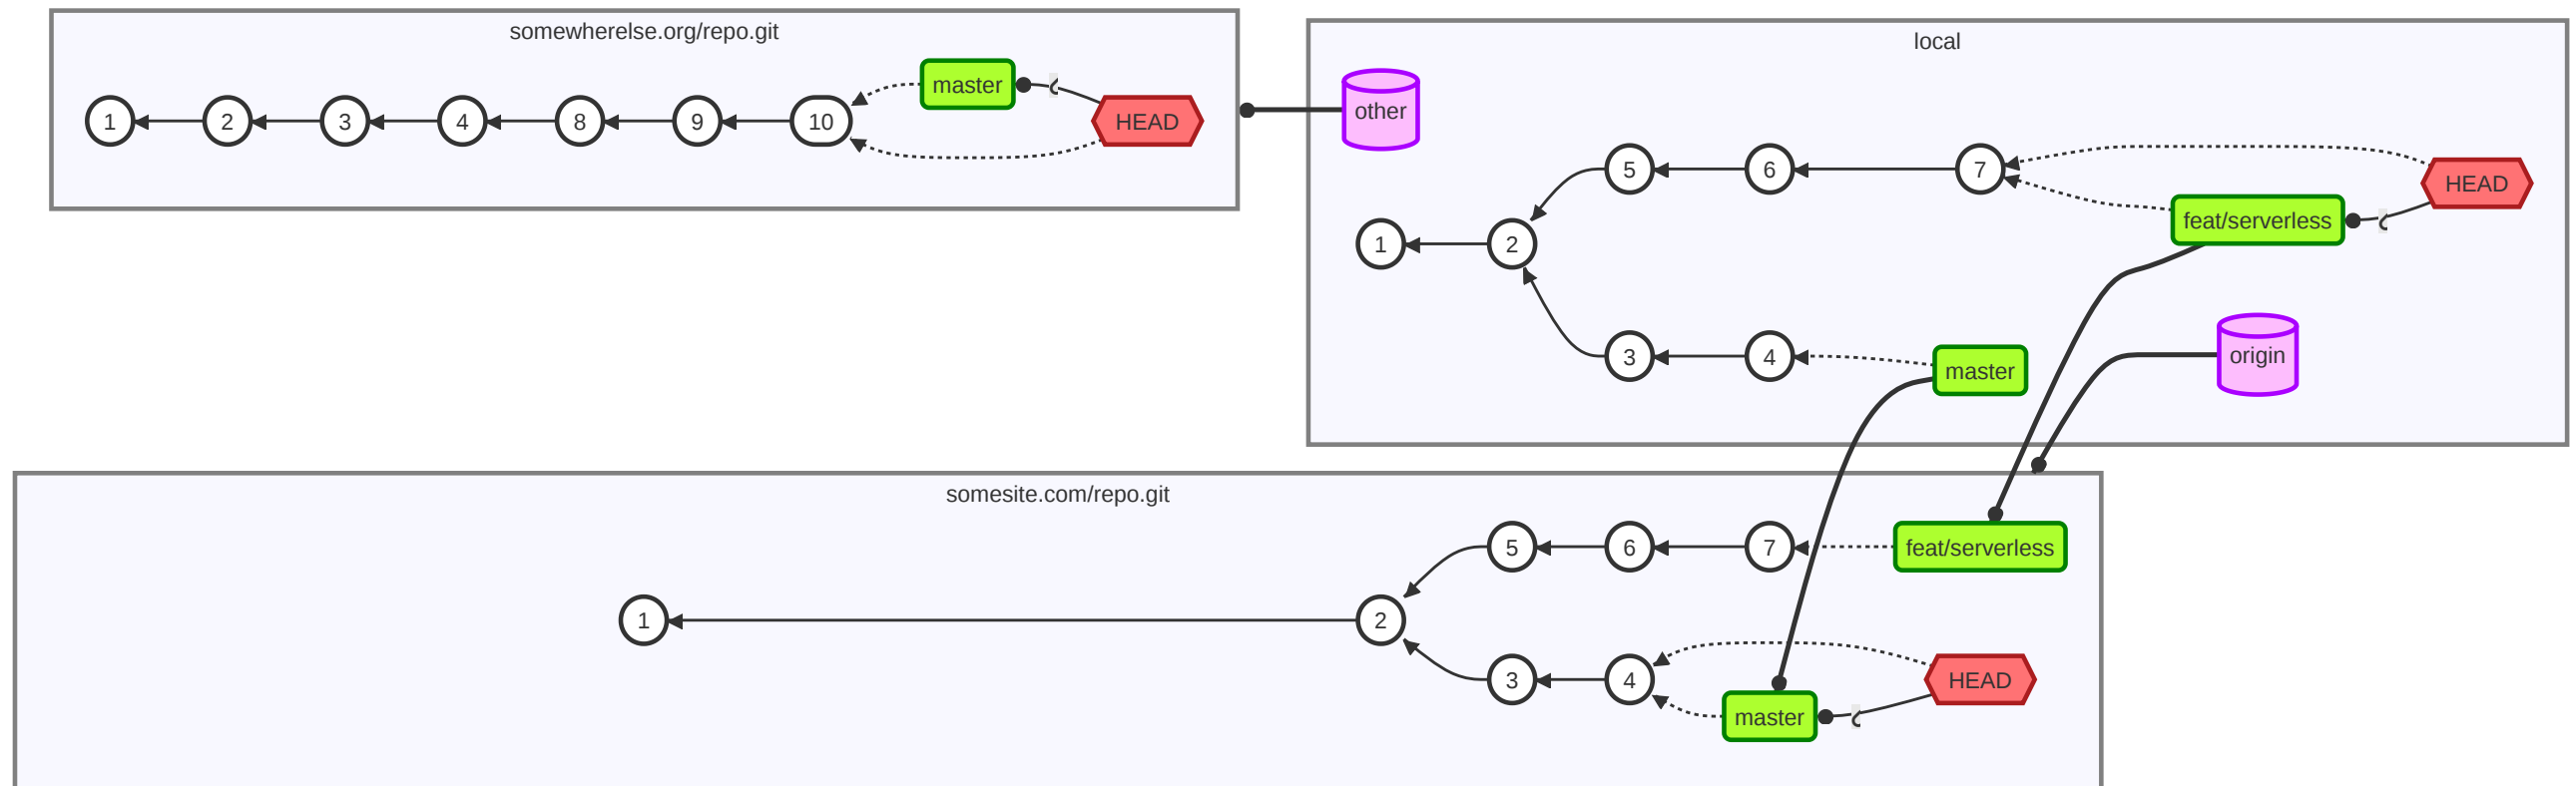 somewherelse.org/repo.git
master
1
2
3
4
8
9
10
HEAD
local
other
5
6
7
HEAD
feat/serverless
1
2
3
4
master
origin
somesite.com/repo.git
5
6
7
feat/serverless
1
2
3
4
HEAD
master